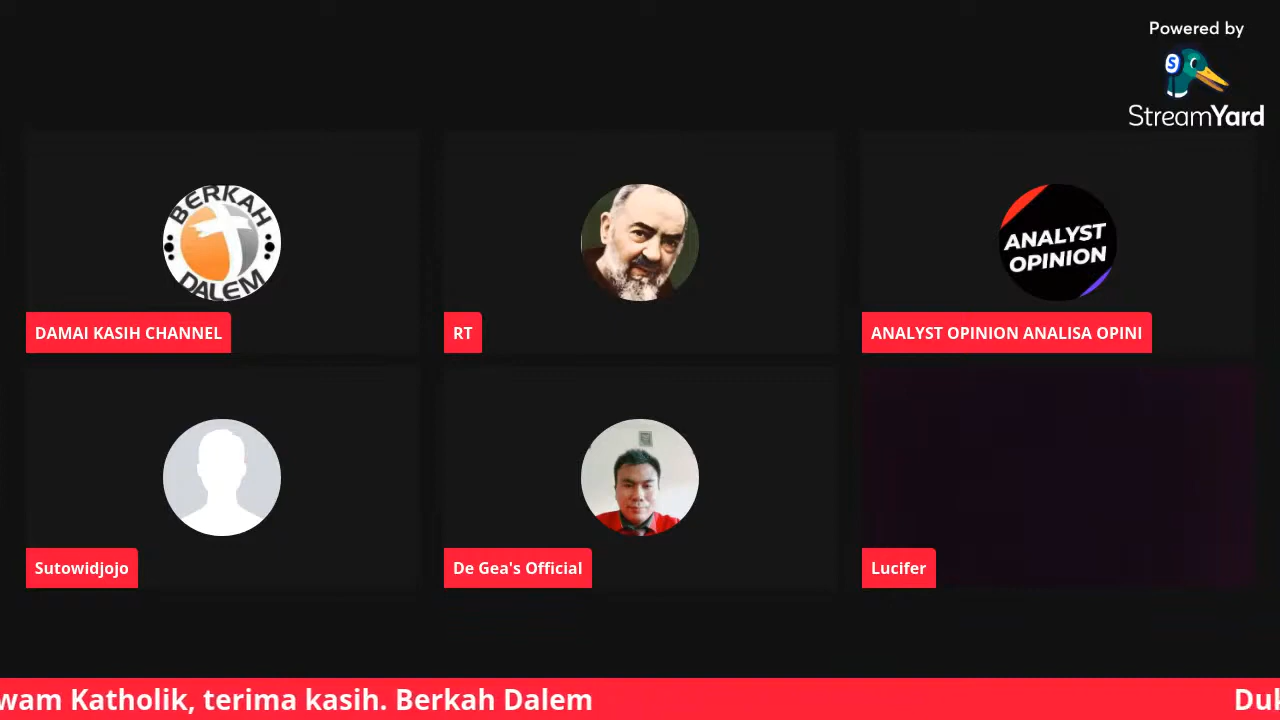 Powered by
S
StreamYard
BERKAH
DALEM
DAMAI KASIH CHANNEL
RT
ANALYST
OPINION
ANALYST OPINION ANALISA OPINI
Sutowidjojo
De Gea's Official
Lucifer
wam Katholik, terima kasih. Berkah Dalem